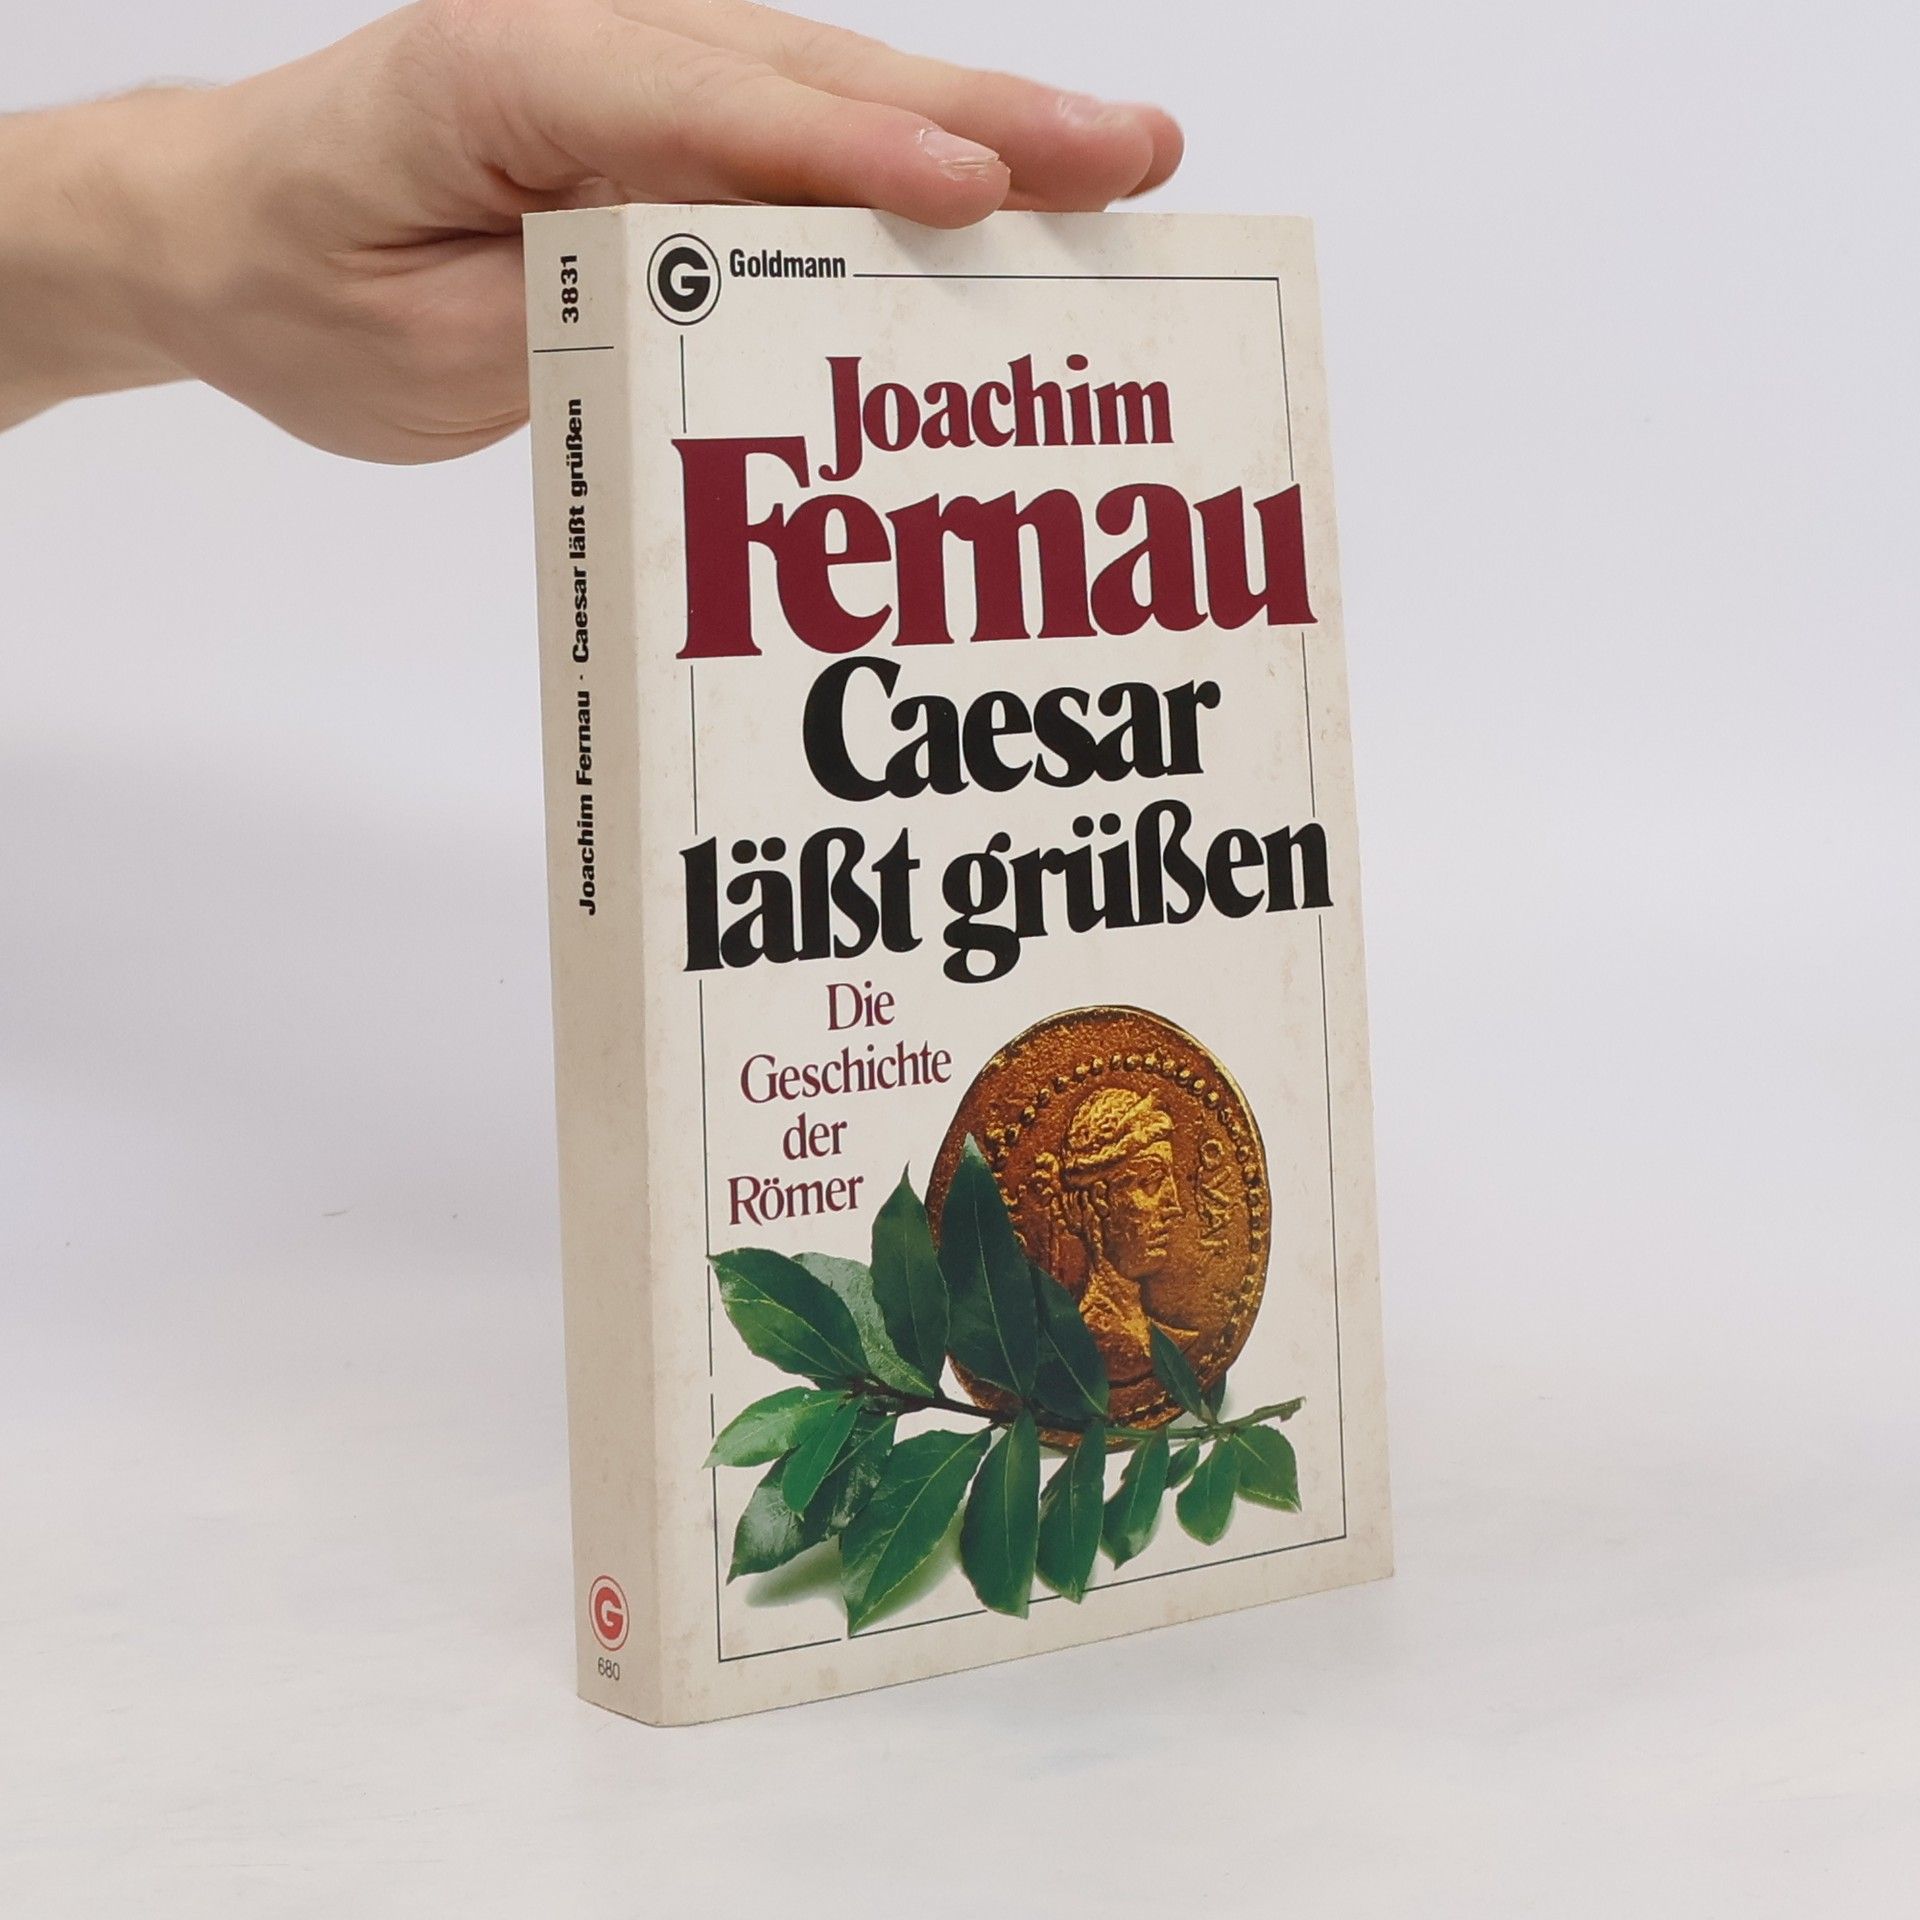 3831
Joachim Fernau · Caesar läßt grüßen
G
680
G Goldmann
Joachim
Fernau
Caesar
läßt grüßen
Die
Geschichte
der
Römer